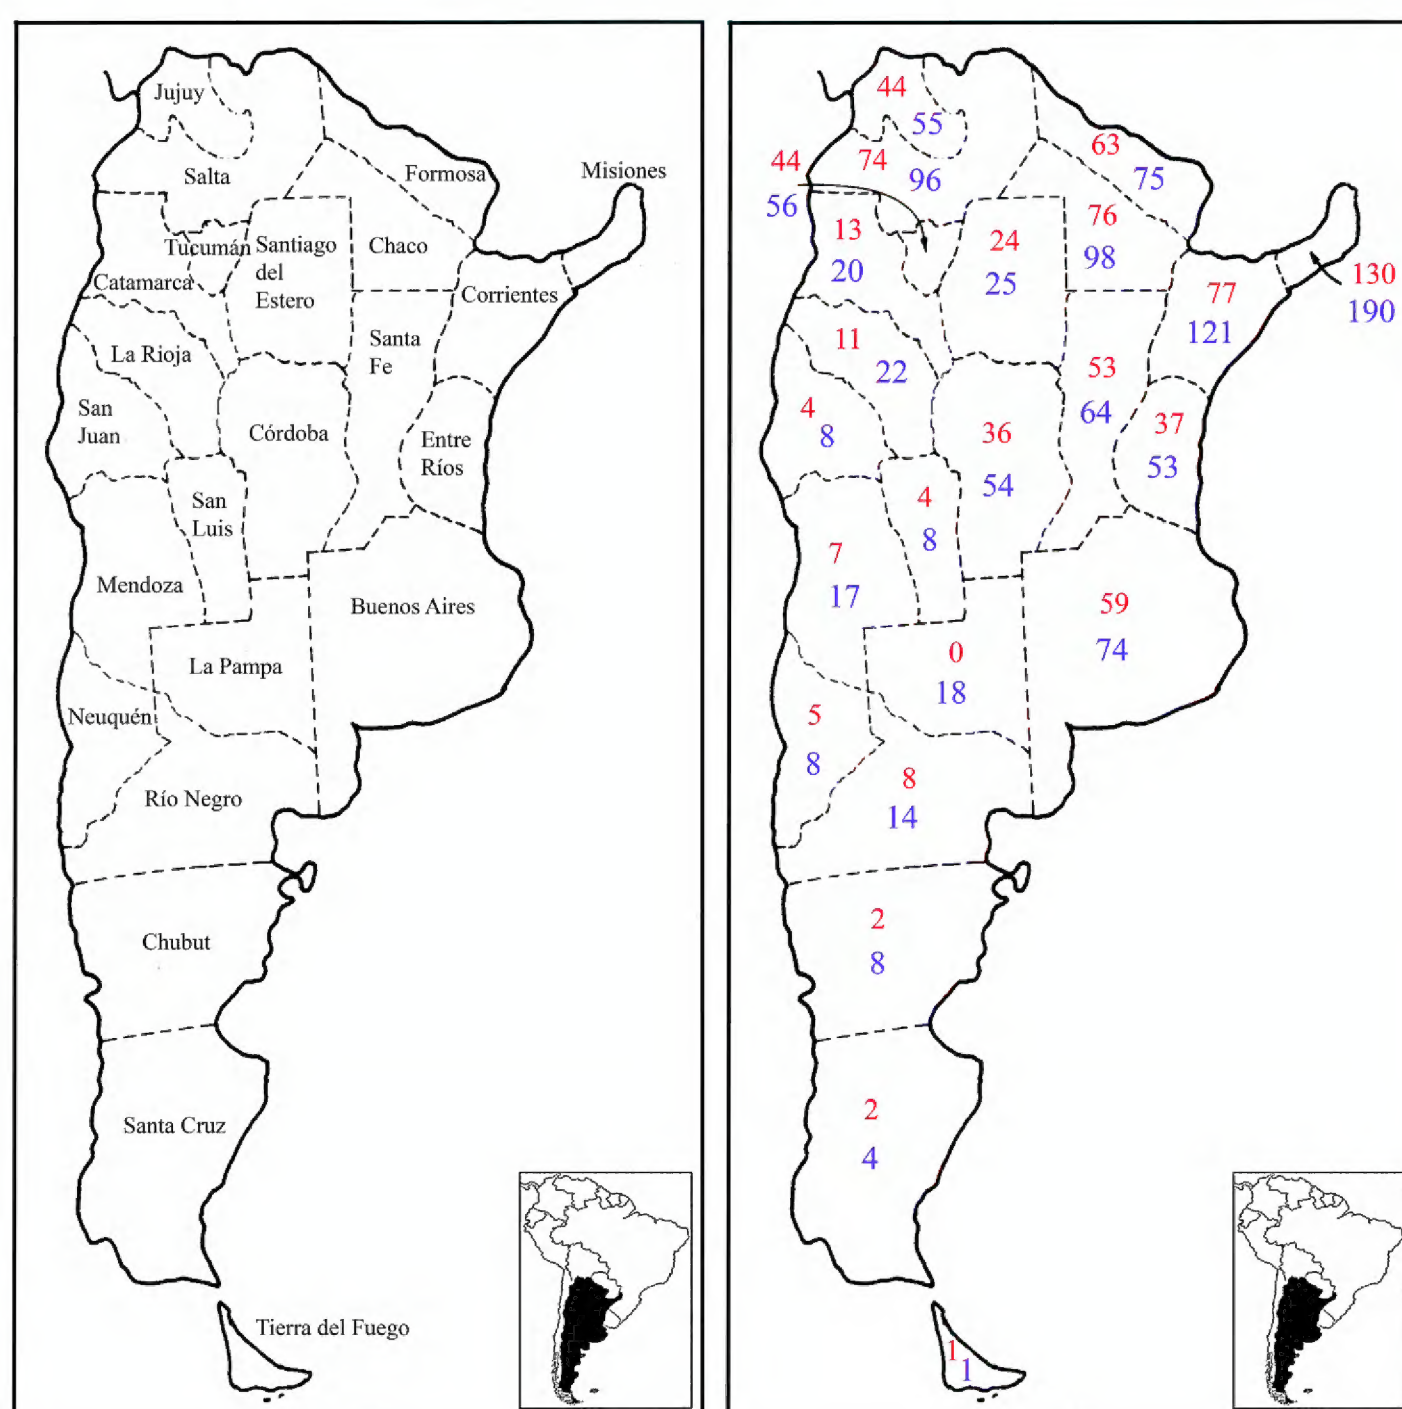 Jujuy
Salta
Formosa
Misiones
Tucumán
Santiago
del
Estero
Chaco
Catamarca
Corrientes
La Rioja
Santa
Fe
San
Juan
Córdoba
Entre
Ríos
San
Luis
Mendoza
Buenos Aires
La Pampa
Neuquén
Río Negro
Chubut
Santa Cruz
Tierra del Fuego
44
55
63
75
44
56
74
96
13
20
24
25
76
98
77
121
130
190
11
22
53
64
4
8
36
54
37
53
4
8
7
17
59
74
0
18
5
8
8
14
2
8
2
4
1
1